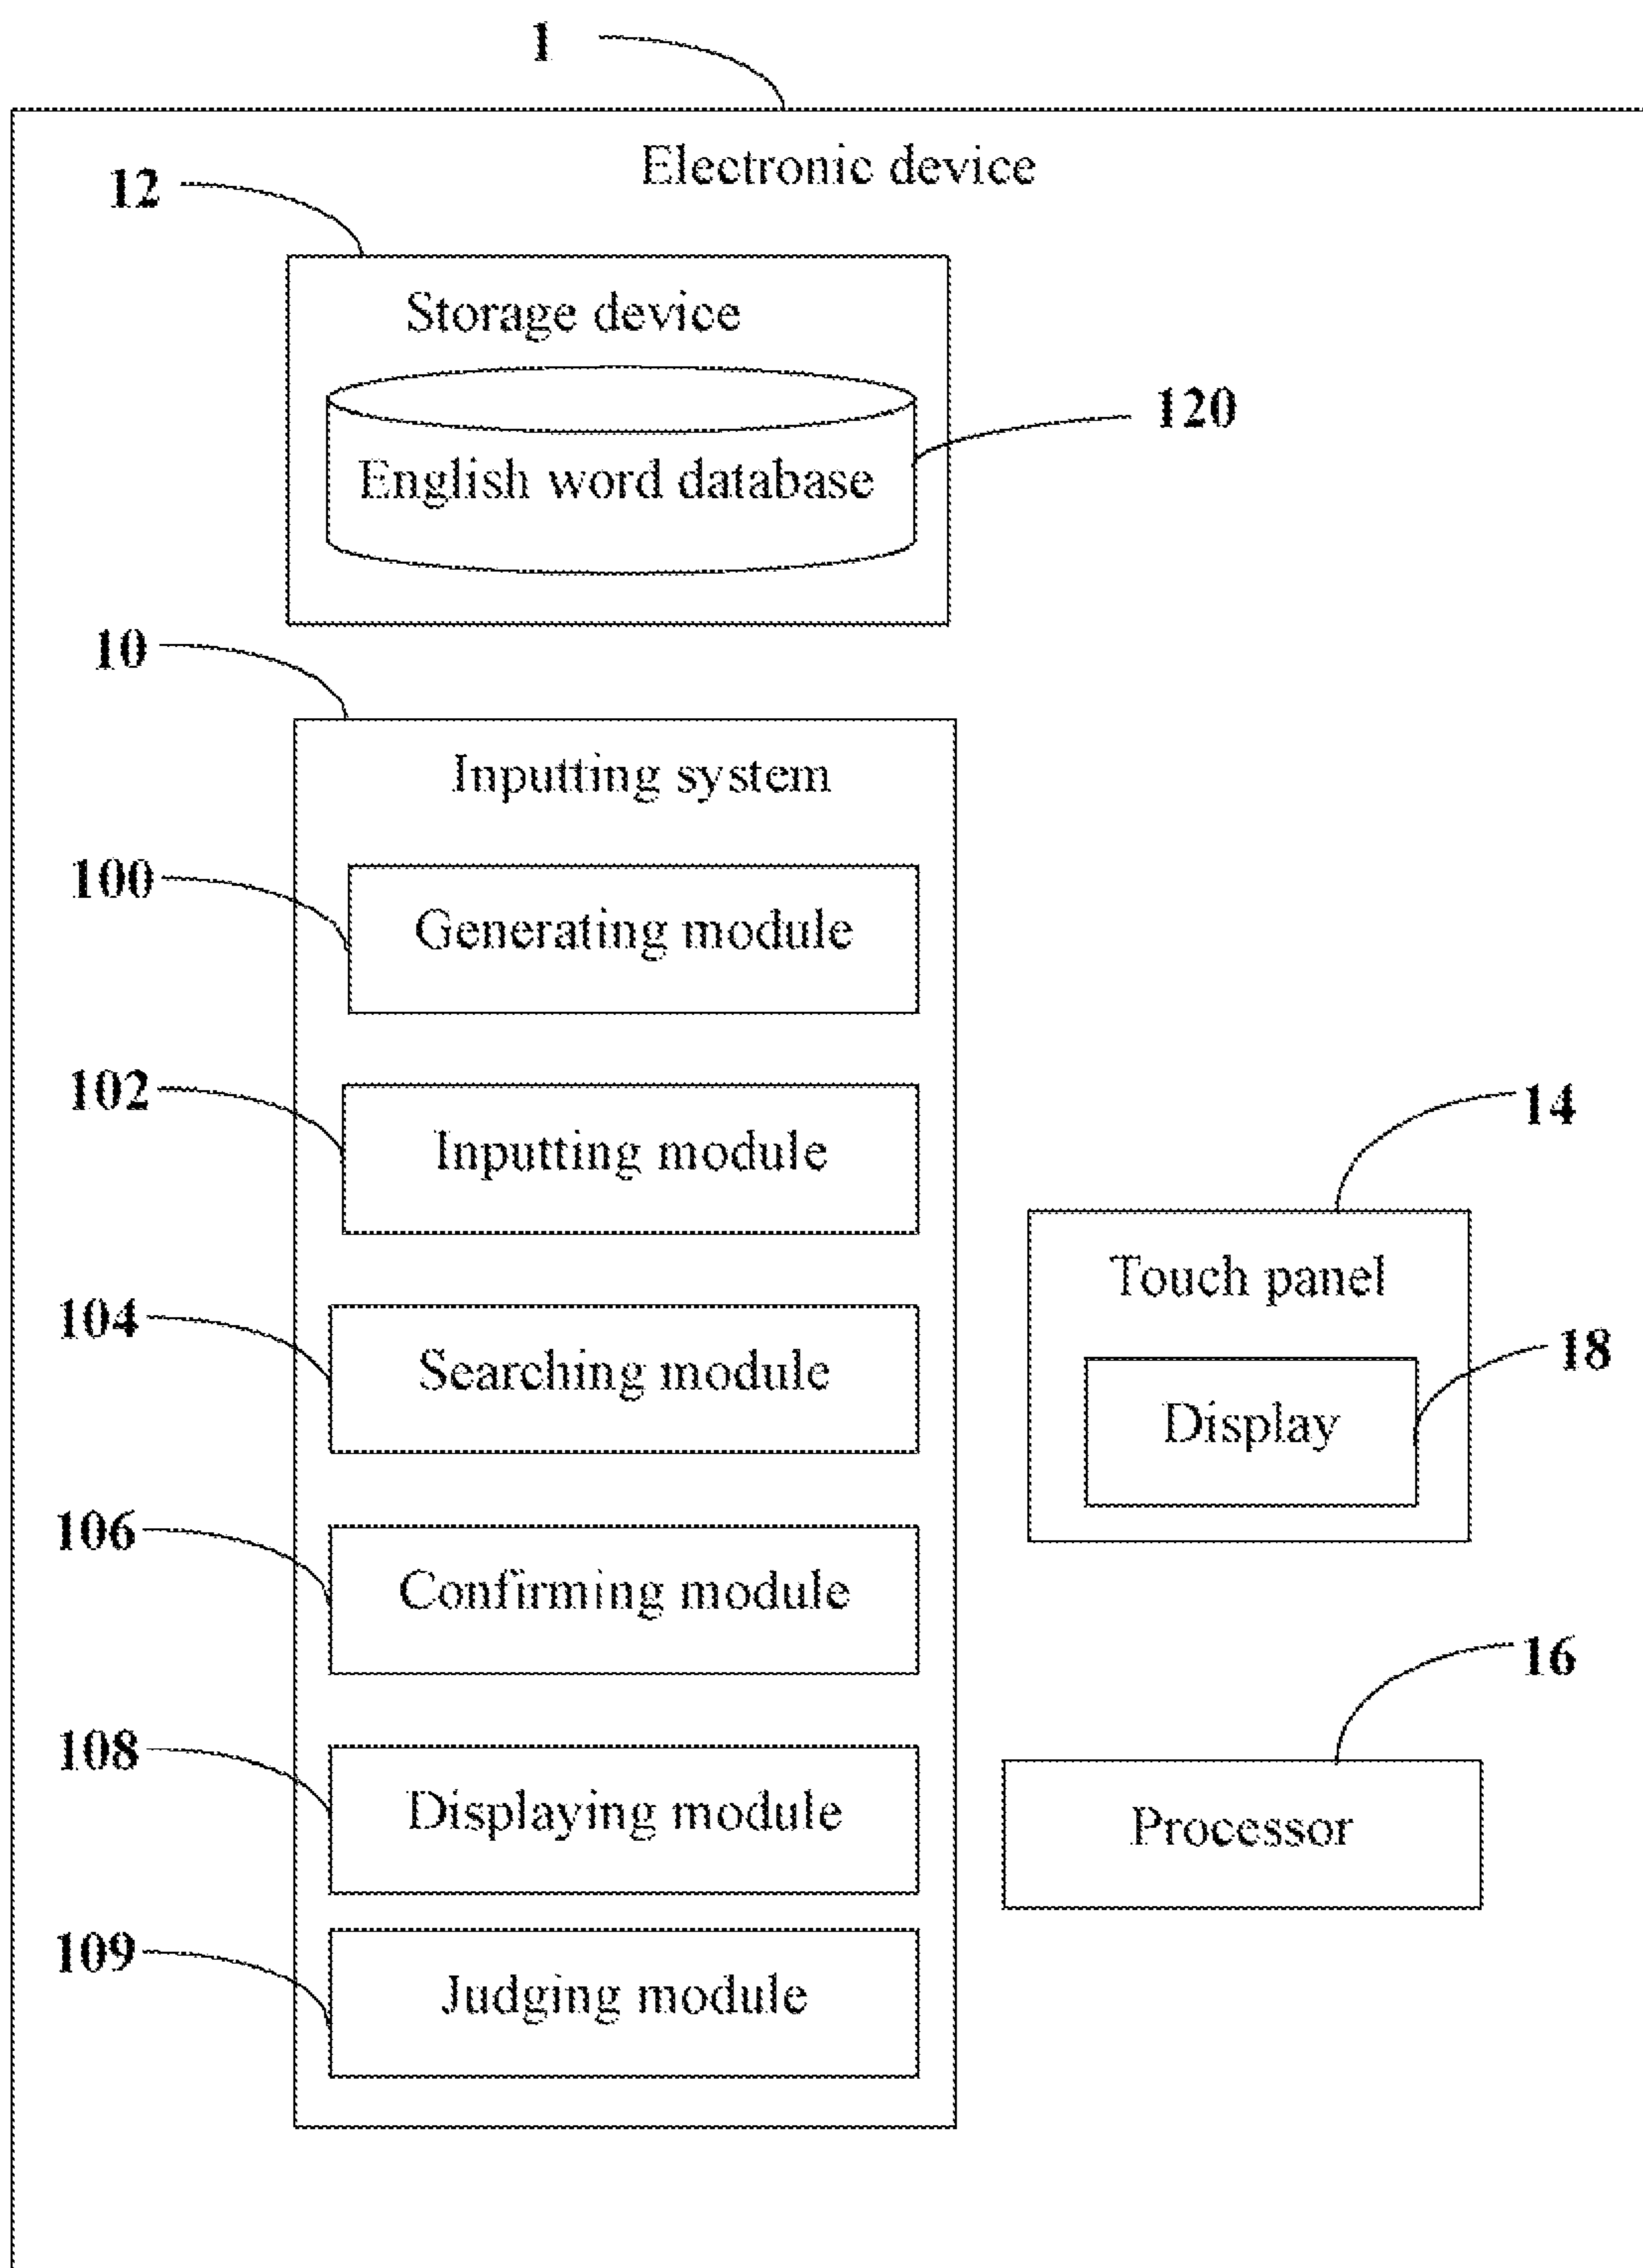 1
Electronic device
12
Storage device
120
English word database
10
Inputting system
100
Generating module
102
Inputting module
14
Touch panel
104
Searching module
18
Display
106
Confirming module
16
108
Displaying module
Processor
109
Judging module